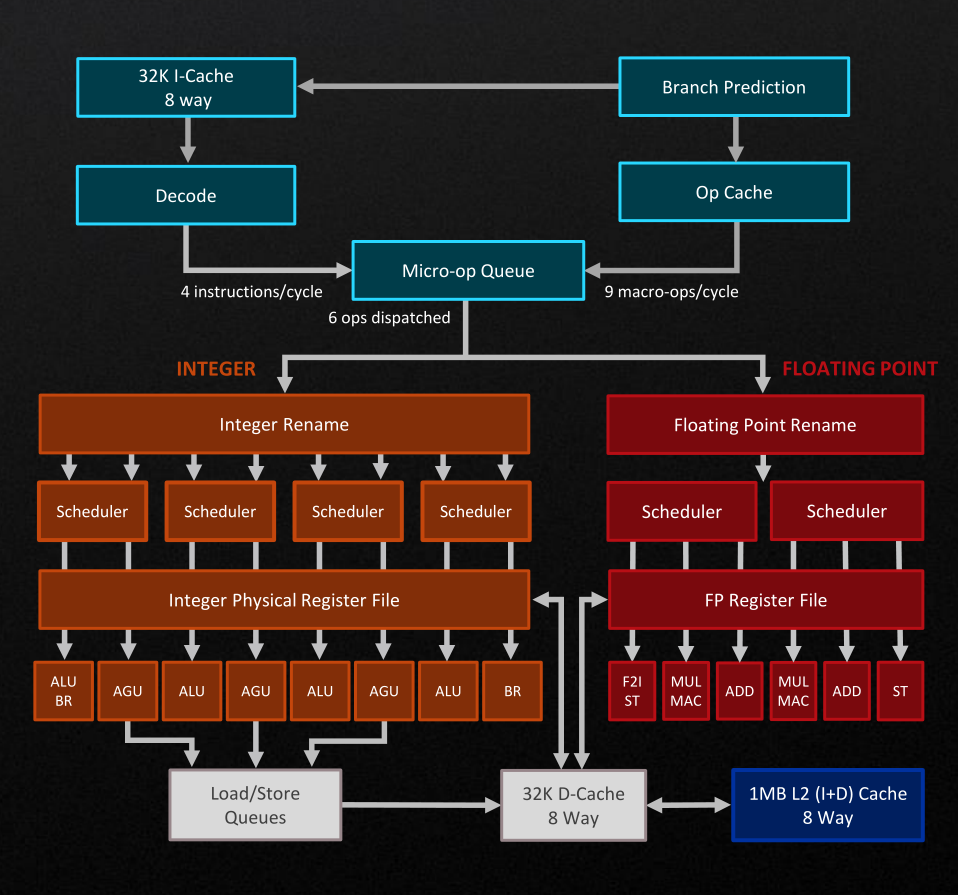 32K I-Cache
8 way
Branch Prediction
Decode
Op Cache
Micro-op Queue
4 instructions/cycle
9 macro-ops/cycle
6 ops dispatched
INTEGER
FLOATING POINT
Integer Rename
Floating Point Rename
Scheduler
Scheduler
Scheduler
Scheduler
Scheduler
Scheduler
Integer Physical Register File
FP Register File
ALU
BR
AGU
ALU
AGU
ALU
AGU
ALU
BR
F2I
ST
MUL
MAC
ADD
MUL
MAC
ADD
ST
Load/Store
Queues
32K D-Cache
8 Way
1MB L2 (I+D) Cache
8 Way